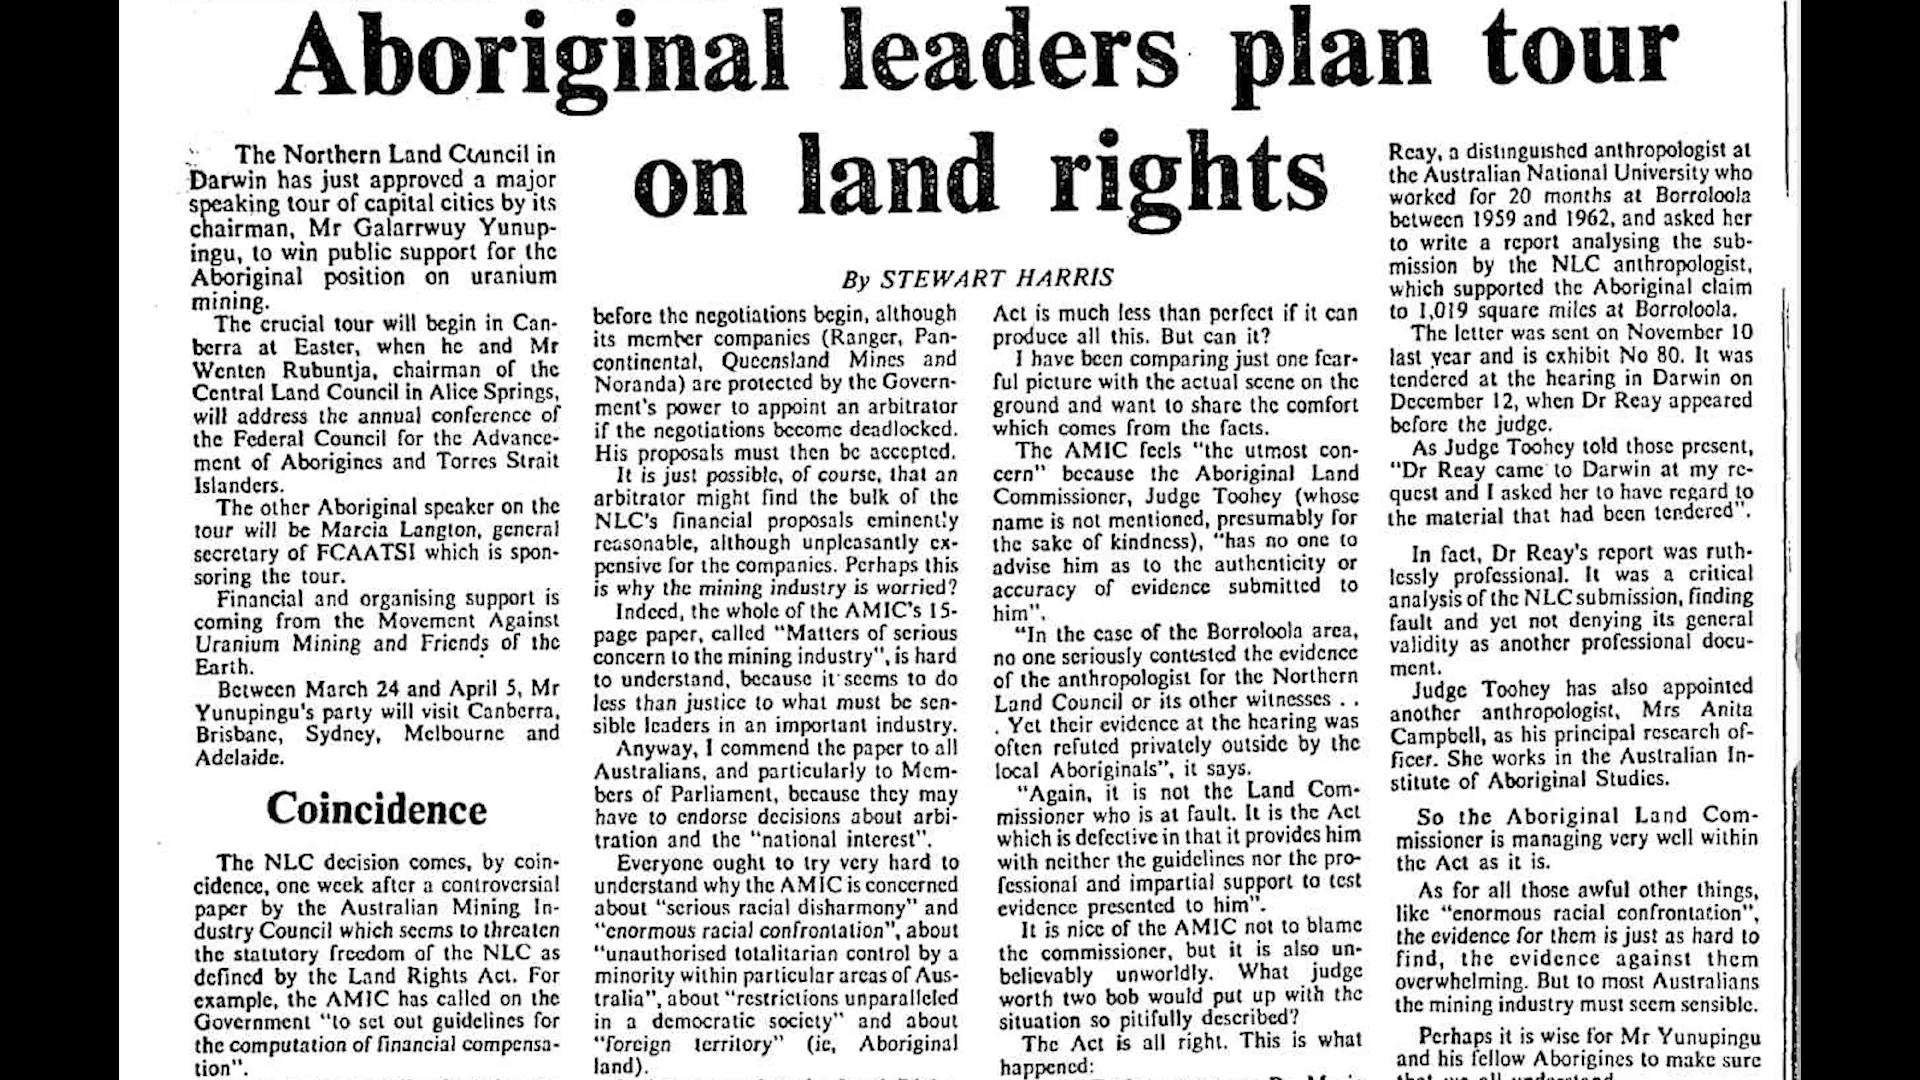 Aboriginal leaders plan tour
on land rights
By STEWART HARRIS
The Northern Land Council in
Darwin has just approved a major
speaking tour of capital cities by its
chairman, Mr Galarrwuy Yunup-
ingu, to win public support for the
Aboriginal position on uranium
mining.
The crucial tour will begin in Can-
berra at Easter, when he and Mr
Wenten Rubuntja, chairman of the
Central Land Council in Alice Springs,
will address the annual conference of
the Federal Council for the Advance-
ment of Aborigines and Torres Strait
Islanders.
The other Aboriginal speaker on the
tour will be Marcia Langton, general
secretary of FCAATSI which is spon-
soring the tour.
Financial and organising support is
coming from the Movement Against
Uranium Mining and Friends of the
Earth.
Between March 24 and April 5, Mr
Yunupingu's party will visit Canberra,
Brisbane, Sydney, Melbourne and
Adelaide.
Coincidence
The NLC decision comes, by coin-
cidence, one week after a controversial
paper by the Australian Mining In-
dustry Council which seems to threaten
the statutory freedom of the NLC as
defined by the Land Rights Act. For
example, the AMIC has called on the
Government "to set out guidelines for
the computation of financial compensa-
tion".
before the negotiations begin, although
its member companies (Ranger, Pan-
continental, Queensland Mines and
Noranda) are protected by the Govern-
ment's power to appoint an arbitrator
if the negotiations become deadlocked.
His proposals must then be accepted.
It is just possible, of course, that an
arbitrator might find the bulk of the
NLC's financial proposals eminently
reasonable, although unpleasantly ex-
pensive for the companies. Perhaps this
is why the mining industry is worried?
Indeed, the whole of the AMIC's 15-
page paper, called "Matters of serious
concern to the mining industry", is hard
to understand, because it seems to do
less than justice to what must be sen-
sible leaders in an important industry.
Anyway, I commend the paper to all
Australians, and particularly to Mem-
bers of Parliament, because they may
have to endorse decisions about arbi-
tration and the "national interest".
Everyone ought to try very hard to
understand why the AMIC is concerned
about "serious racial disharmony" and
"enormous racial confrontation", about
"unauthorised totalitarian control by a
minority within particular areas of Aus-
tralia", about "restrictions unparalleled
in a democratic society" and about
"foreign territory" (ie, Aboriginal
land).
Act is much less than perfect if it can
produce all this. But can it?
I have been comparing just one fear-
ful picture with the actual scene on the
ground and want to share the comfort
which comes from the facts.
The AMIC feels "the utmost con-
cern" because the Aboriginal Land
Commissioner, Judge Toohey (whose
name is not mentioned, presumably for
the sake of kindness), "has no one to
advise him as to the authenticity or
accuracy of evidence submitted to
him".
"In the case of the Borroloola area,
no one seriously contested the evidence
of the anthropologist for the Northern
Land Council or its other witnesses . .
. Yet their evidence at the hearing was
often refuted privately outside by the
local Aboriginals", it says.
"Again, it is not the Land Com-
missioner who is at fault. It is the Act
which is defective in that it provides him
with neither the guidelines nor the pro-
fessional and impartial support to test
evidence presented to him".
It is nice of the AMIC not to blame
the commissioner, but it is also un-
believably unworldly. What judge
worth two bob would put up with the
situation so pitifully described?
The Act is all right. This is what
happened:
Reay, a distinguished anthropologist at
the Australian National University who
worked for 20 months at Borroloola
between 1959 and 1962, and asked her
to write a report analysing the sub-
mission by the NLC anthropologist,
which supported the Aboriginal claim
to 1,019 square miles at Borroloola.
The letter was sent on November 10
last year and is exhibit No 80. It was
tendered at the hearing in Darwin on
December 12, when Dr Reay appeared
before the judge.
As Judge Toohey told those present,
"Dr Reay came to Darwin at my re-
quest and I asked her to have regard to
the material that had been tendered".
In fact, Dr Reay's report was ruth-
lessly professional. It was a critical
analysis of the NLC submission, finding
fault and yet not denying its general
validity as another professional docu-
ment.
Judge Toohey has also appointed
another anthropologist, Mrs Anita
Campbell, as his principal research of-
ficer. She works in the Australian In-
stitute of Aboriginal Studies.
So the Aboriginal Land Com-
missioner is managing very well within
the Act as it is.
As for all those awful other things,
like "enormous racial confrontation",
the evidence for them is just as hard to
find, the evidence against them
overwhelming. But to most Australians
the mining industry must seem sensible.
Perhaps it is wise for Mr Yunupingu
and his fellow Aborigines to make sure
that we all understand.